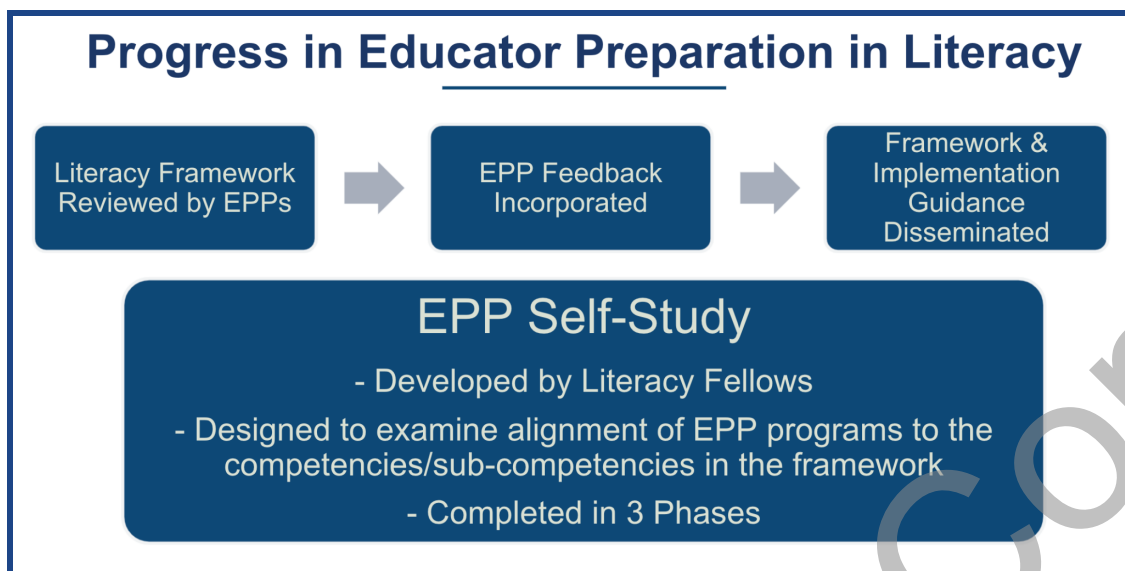 Progress in Educator Preparation in Literacy
Literacy Framework
Reviewed by EPPs
EPP Feedback
Incorporated
Framework &
Implementation
Guidance
Disseminated
EPP Self-Study
- Developed by Literacy Fellows
- Designed to examine alignment of EPP programs to the
competencies/sub-competencies in the framework
- Completed in 3 Phases